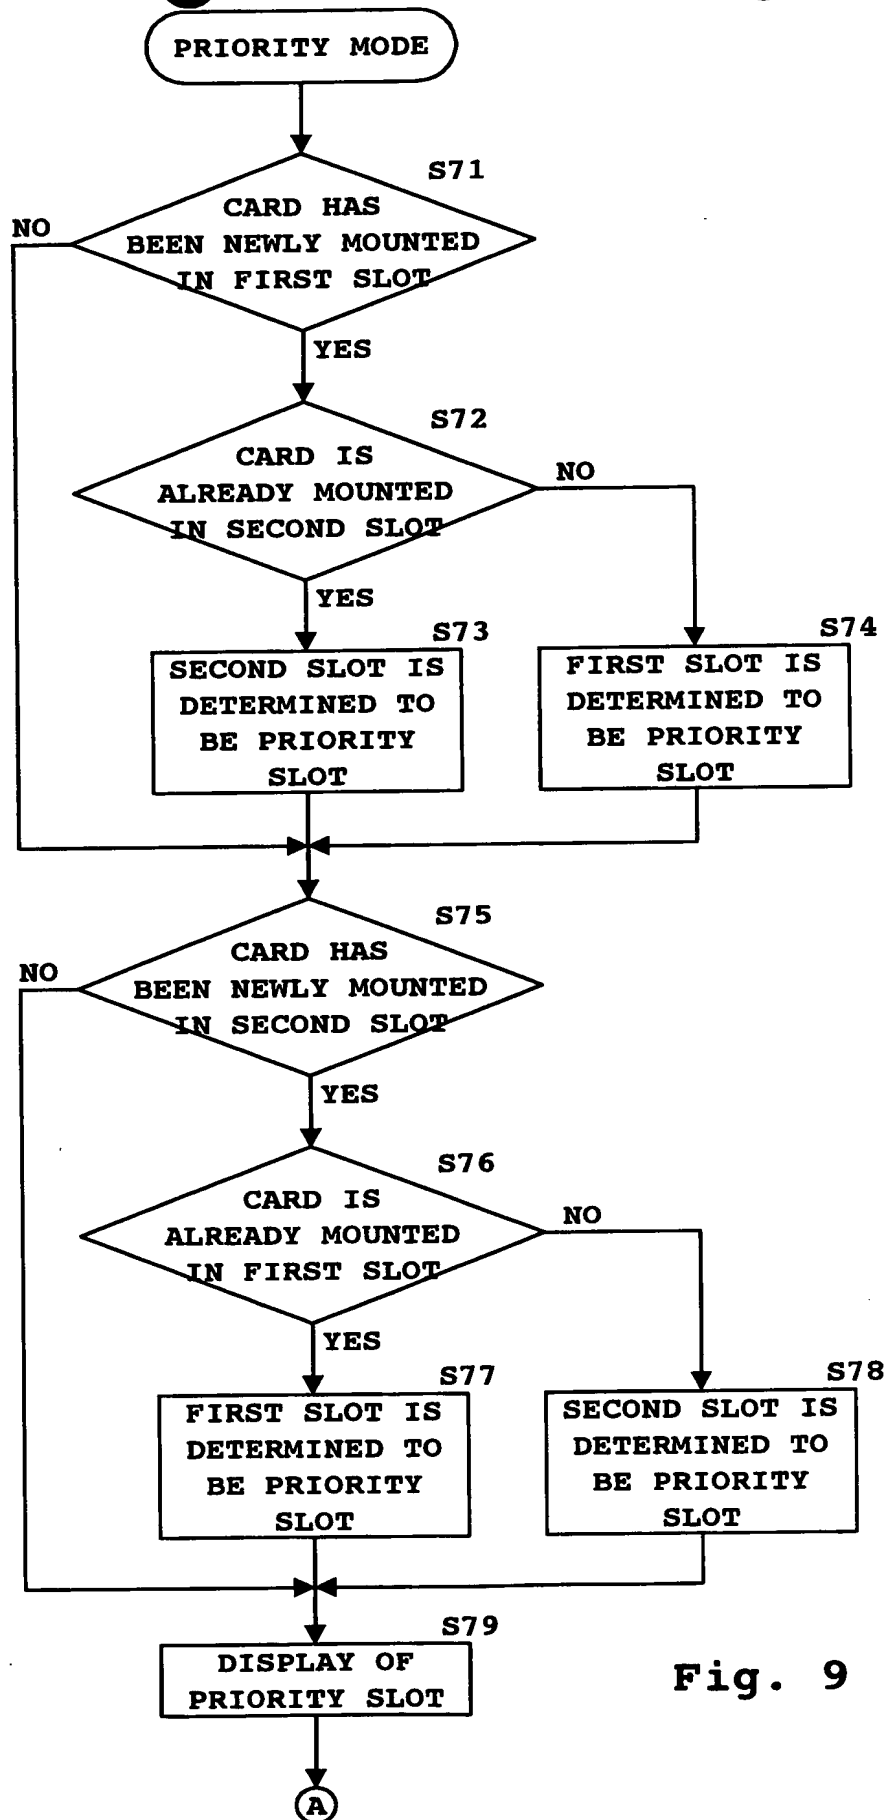 PRIORITY MODE
S71
CARD HAS
BEEN NEWLY MOUNTED
IN FIRST SLOT
NO
YES
S72
CARD IS
ALREADY MOUNTED
IN SECOND SLOT
NO
YES
S73
SECOND SLOT IS
DETERMINED TO
BE PRIORITY
SLOT
S74
FIRST SLOT IS
DETERMINED TO
BE PRIORITY
SLOT
S75
CARD HAS
BEEN NEWLY MOUNTED
IN SECOND SLOT
NO
YES
S76
CARD IS
ALREADY MOUNTED
IN FIRST SLOT
NO
YES
S77
FIRST SLOT IS
DETERMINED TO
BE PRIORITY
SLOT
S78
SECOND SLOT IS
DETERMINED TO
BE PRIORITY
SLOT
S79
DISPLAY OF
PRIORITY SLOT
A
Fig. 9